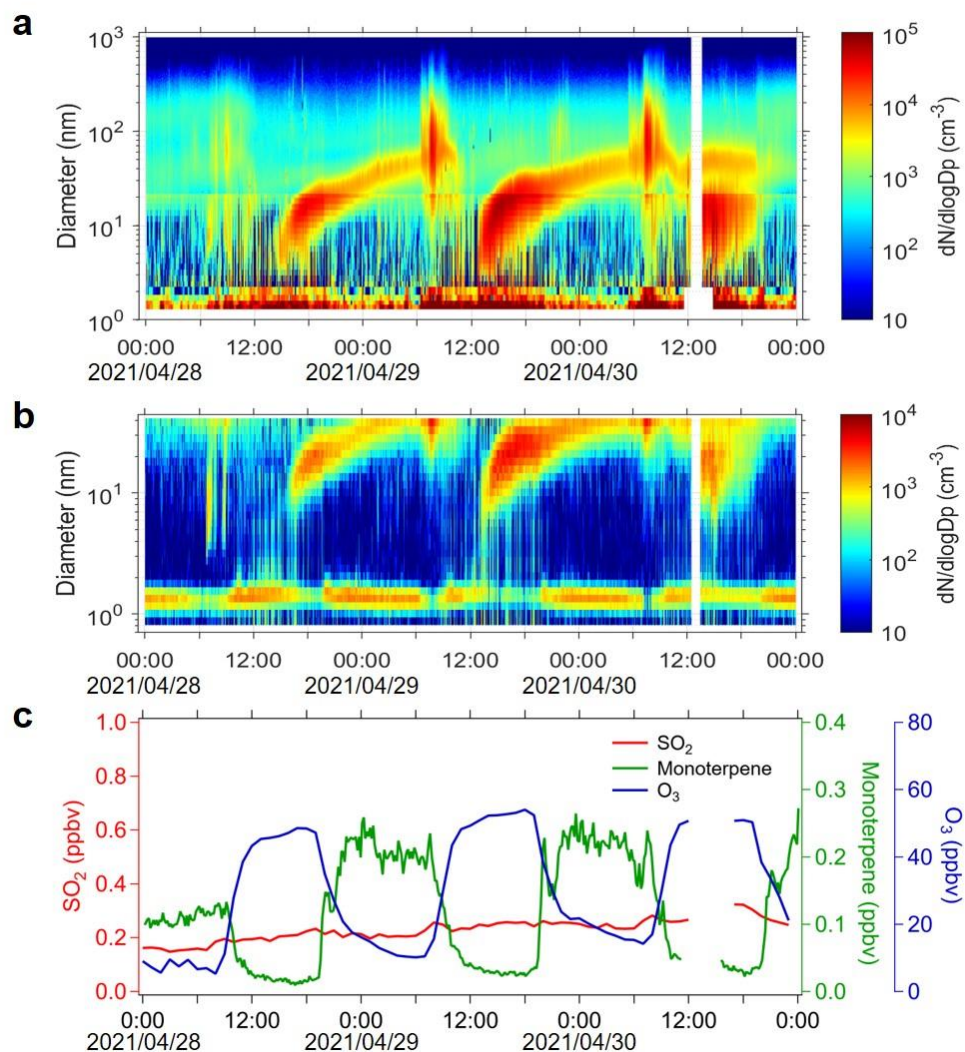 a
10³
10²
10¹
10⁰
Diameter (nm)
00:00 12:00 00:00 12:00 00:00 12:00 00:00
2021/04/28 2021/04/29 2021/04/30
10⁵
10⁴
10³
10²
10
dN/dlogDp (cm⁻³)
b
10¹
10⁰
Diameter (nm)
00:00 12:00 00:00 12:00 00:00 12:00 00:00
2021/04/28 2021/04/29 2021/04/30
10⁴
10³
10²
10
dN/dlogDp (cm⁻³)
c
1.0
0.8
0.6
0.4
0.2
0.0
SO₂ (ppbv)
SO₂
Monoterpene
O₃
0.4
0.3
0.2
0.1
0.0
Monoterpene (ppbv)
80
60
40
20
0
O₃ (ppbv)
0:00 12:00 0:00 12:00 0:00 12:00 0:00
2021/04/28 2021/04/29 2021/04/30